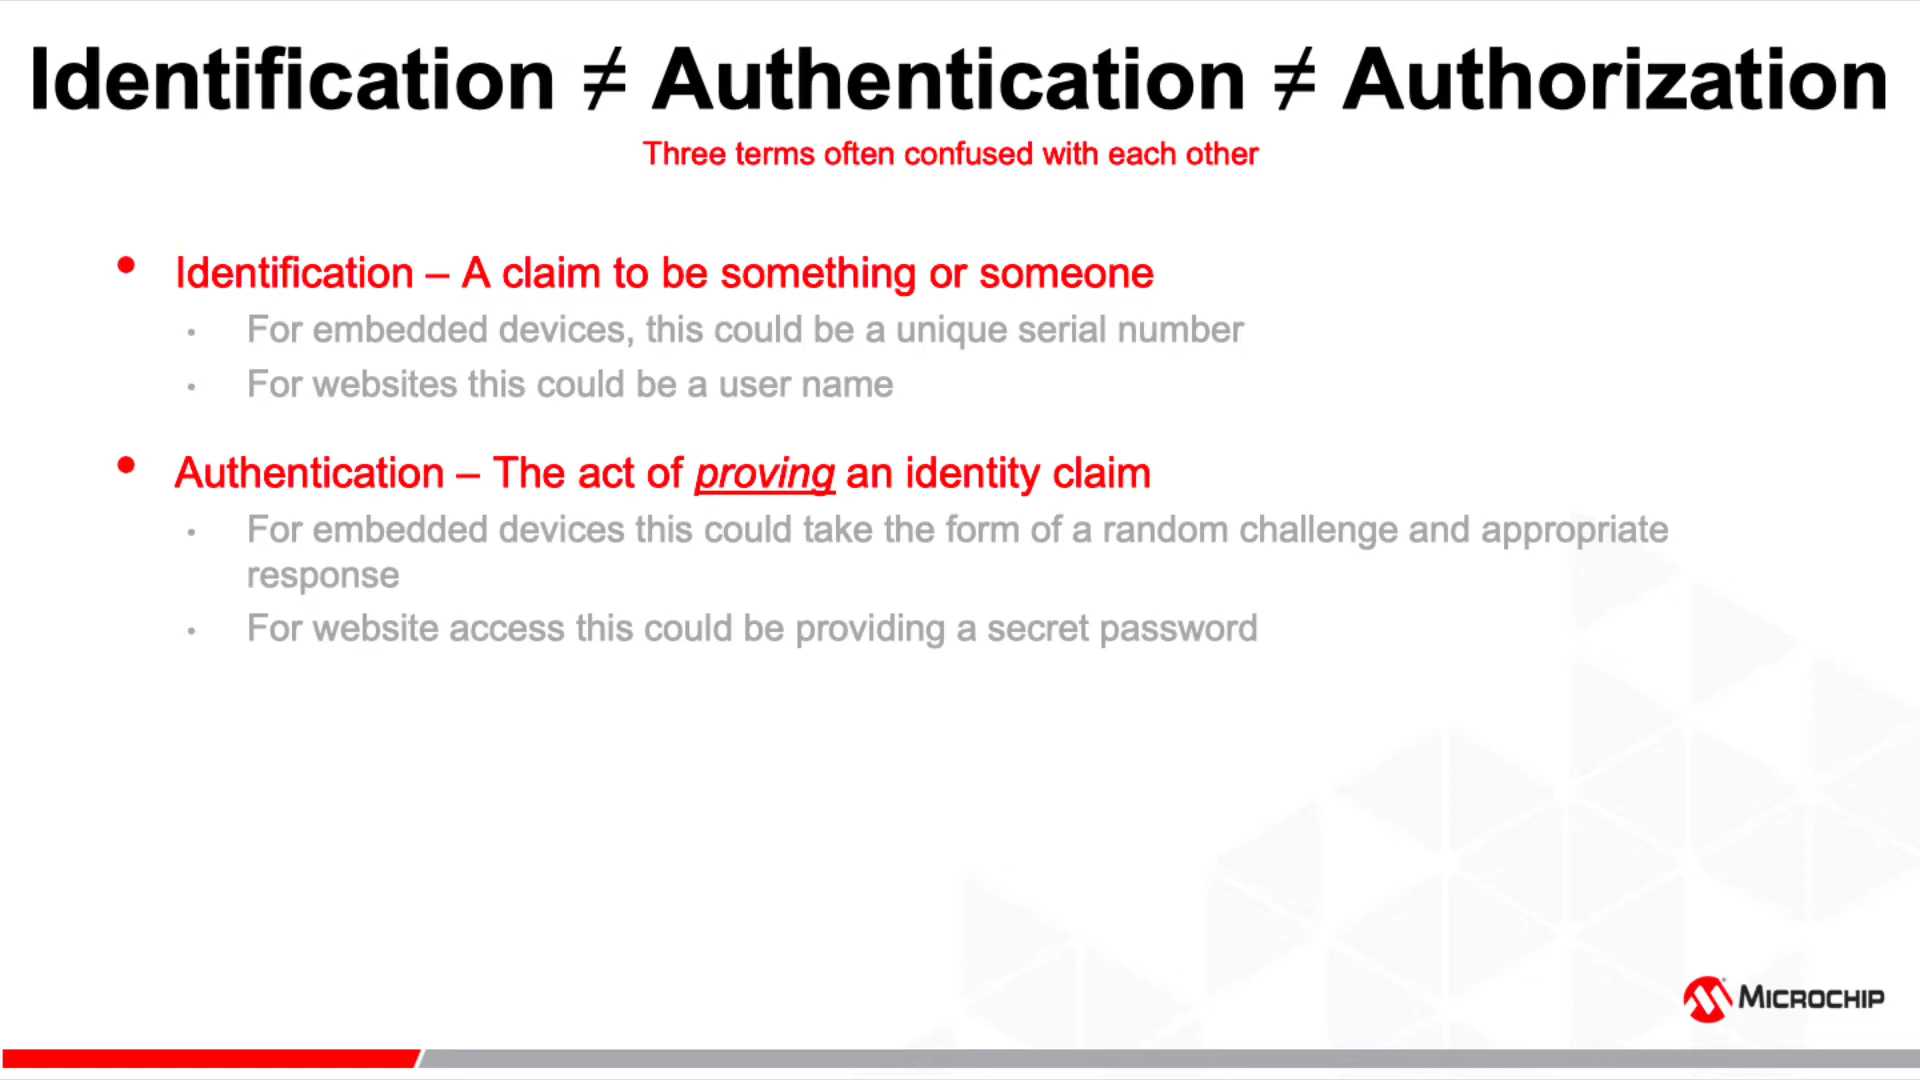 Identification ≠ Authentication ≠ Authorization
Three terms often confused with each other
• Identification – A claim to be something or someone
• For embedded devices, this could be a unique serial number
• For websites this could be a user name
• Authentication – The act of proving an identity claim
• For embedded devices this could take the form of a random challenge and appropriate
response
• For website access this could be providing a secret password
MICROCHIP